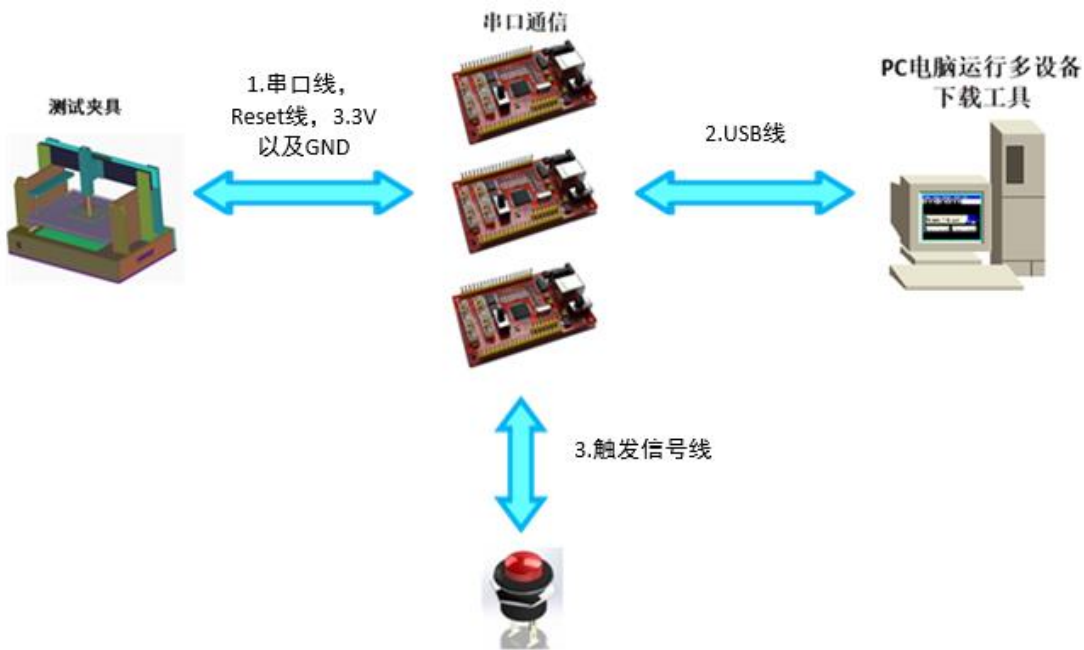 串口通信
PC电脑运行多设备
下载工具
测试夹具
1.串口线，
Reset线，3.3V
以及GND
2.USB线
3.触发信号线